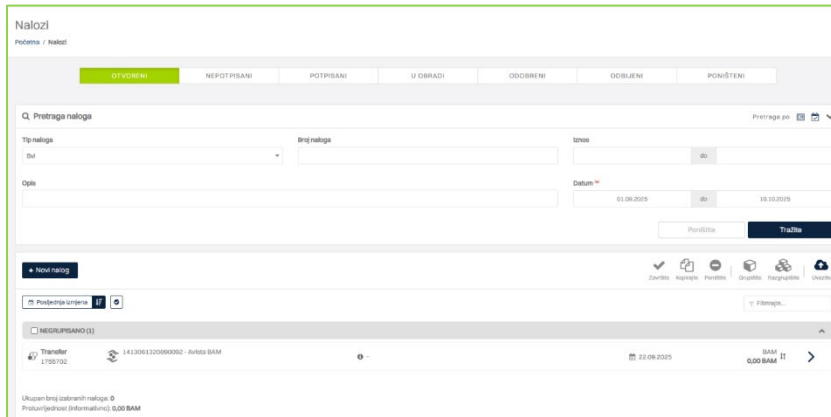 Nalozi
Početna / Nalozi
OTVORENI NEPOTPISANI POTPISANI U OBRADI ODOBRENI ODBIJENI PONIŠTENI
Pretraga naloga Pretraga po
Tip naloga Broj naloga Iznos
Svi do
Opis Datum
01.09.2025 do 10.10.2025
Poništite Tražite
+ Novi nalog Završite Kopirajte Poništite Grupišite Razgrupišite Uvezite
Posljednja izmjena Filtrirajte...
NEGRUPISANO (1)
Transfer 1413061320090092 - Avista BAM - 22.09.2025 BAM
1755702 0,00 BAM
Ukupan broj izabranih naloga: 0
Protuvrijednost (informativno): 0,00 BAM